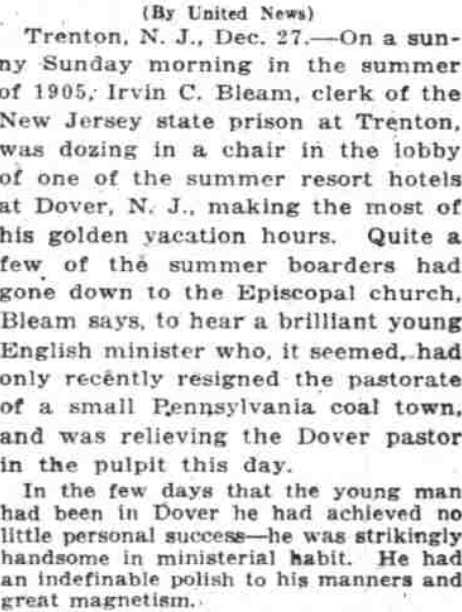 (By United News)
Trenton, N. J., Dec. 27.—On a sun-
ny Sunday morning in the summer
of 1905, Irvin C. Bleam, clerk of the
New Jersey state prison at Trenton,
was dozing in a chair in the lobby
of one of the summer resort hotels
at Dover, N. J., making the most of
his golden vacation hours. Quite a
few of the summer boarders had
gone down to the Episcopal church,
Bleam says, to hear a brilliant young
English minister who, it seemed, had
only recently resigned the pastorate
of a small Pennsylvania coal town,
and was relieving the Dover pastor
in the pulpit this day.
In the few days that the young man
had been in Dover he had achieved no
little personal success—he was strikingly
handsome in ministerial habit. He had
an indefinable polish to his manners and
great magnetism.